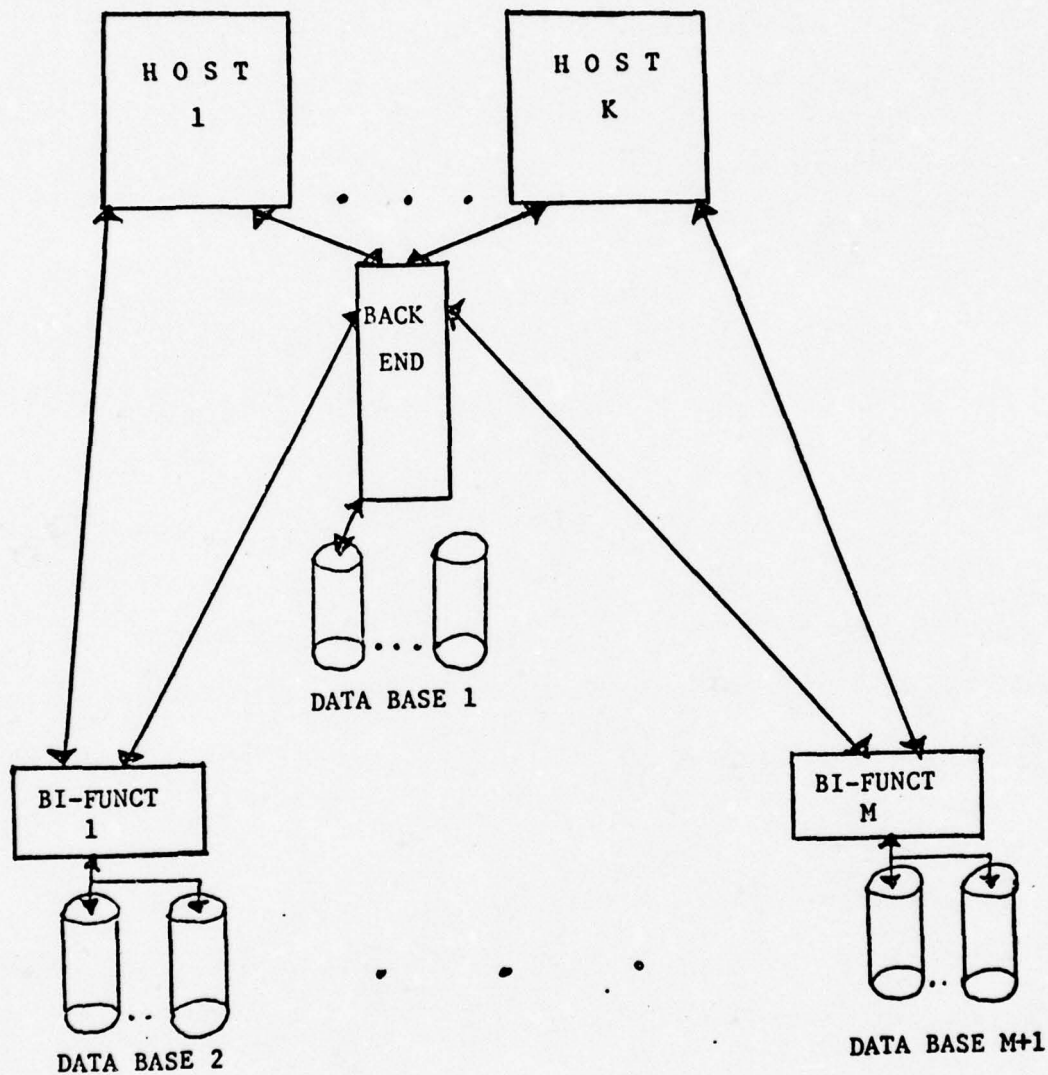 H O S T
1
H O S T
K
BACK
END
DATA BASE 1
BI-FUNCT
1
BI-FUNCT
M
DATA BASE 2
DATA BASE M+1